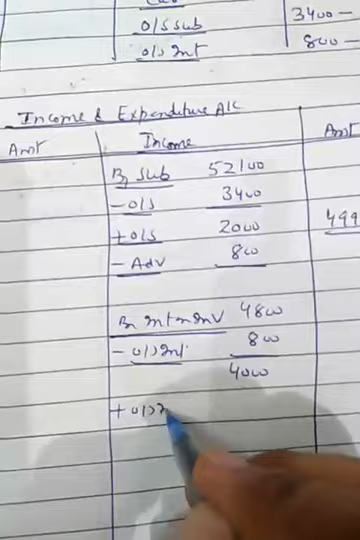 o/s sub 3400 -
o/s Int 800 -
Income & Expenditure A/C
Amt Income Amt
By Sub 52100
- o/s 3400
+ o/s 2000 499
- Adv 800
By Int on Inv 4800
- o/s Int 800
4000
+ o/s